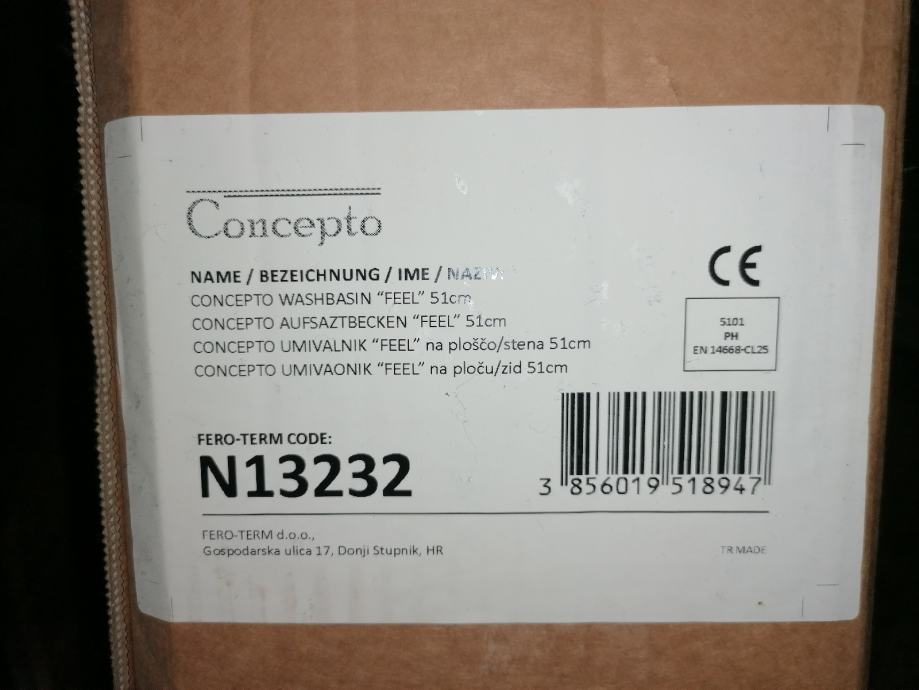 Concepto
NAME / BEZEICHNUNG / IME /
CONCEPTO WASHBASIN “FEEL” 51cm
CONCEPTO AUFSAZTBECKEN “FEEL” 51cm
CONCEPTO UMIVALNIK “FEEL” na ploščo/stena 51cm
CONCEPTO UMIVAONIK “FEEL” na ploču/zid 51cm
CE
5101
PH
EN 14668-CL25
FERO-TERM CODE:
N13232
3 856019 518947
FERO-TERM d.o.o.,
Gospodarska ulica 17, Donji Stupnik, HR
TR MADE